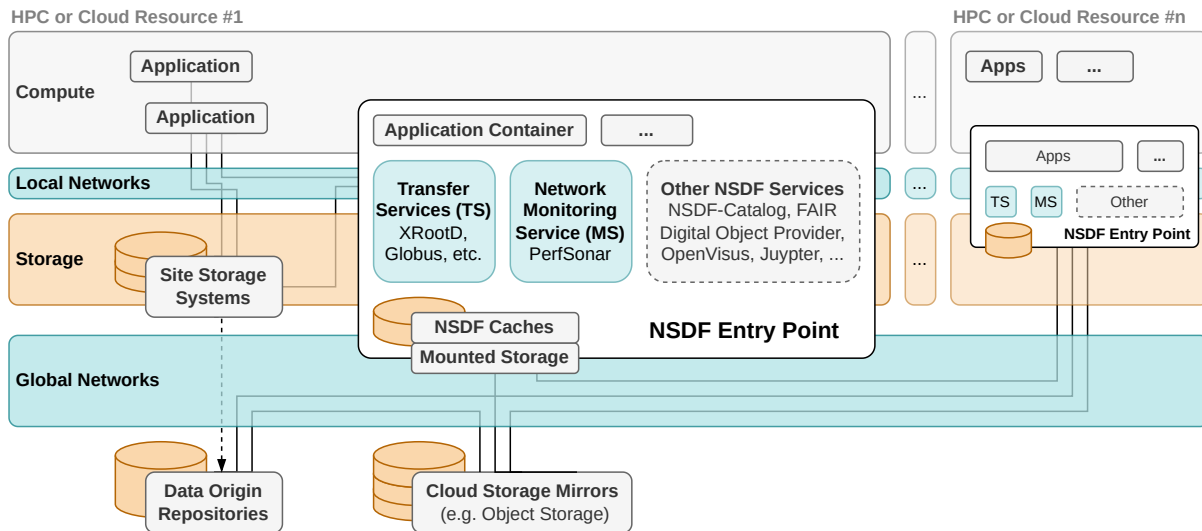 HPC or Cloud Resource #1
HPC or Cloud Resource #n
Compute
Application
Application
Application Container
...
...
Apps
...
Local Networks
...
Transfer
Services (TS)
XRootD,
Globus, etc.
Network
Monitoring
Service (MS)
PerfSonar
Other NSDF Services
NSDF-Catalog, FAIR
Digital Object Provider,
OpenVisus, Juypter, ...
Apps
...
TS
MS
Other
NSDF Entry Point
Storage
Site Storage
Systems
...
NSDF Caches
Mounted Storage
NSDF Entry Point
Global Networks
Data Origin
Repositories
Cloud Storage Mirrors
(e.g. Object Storage)